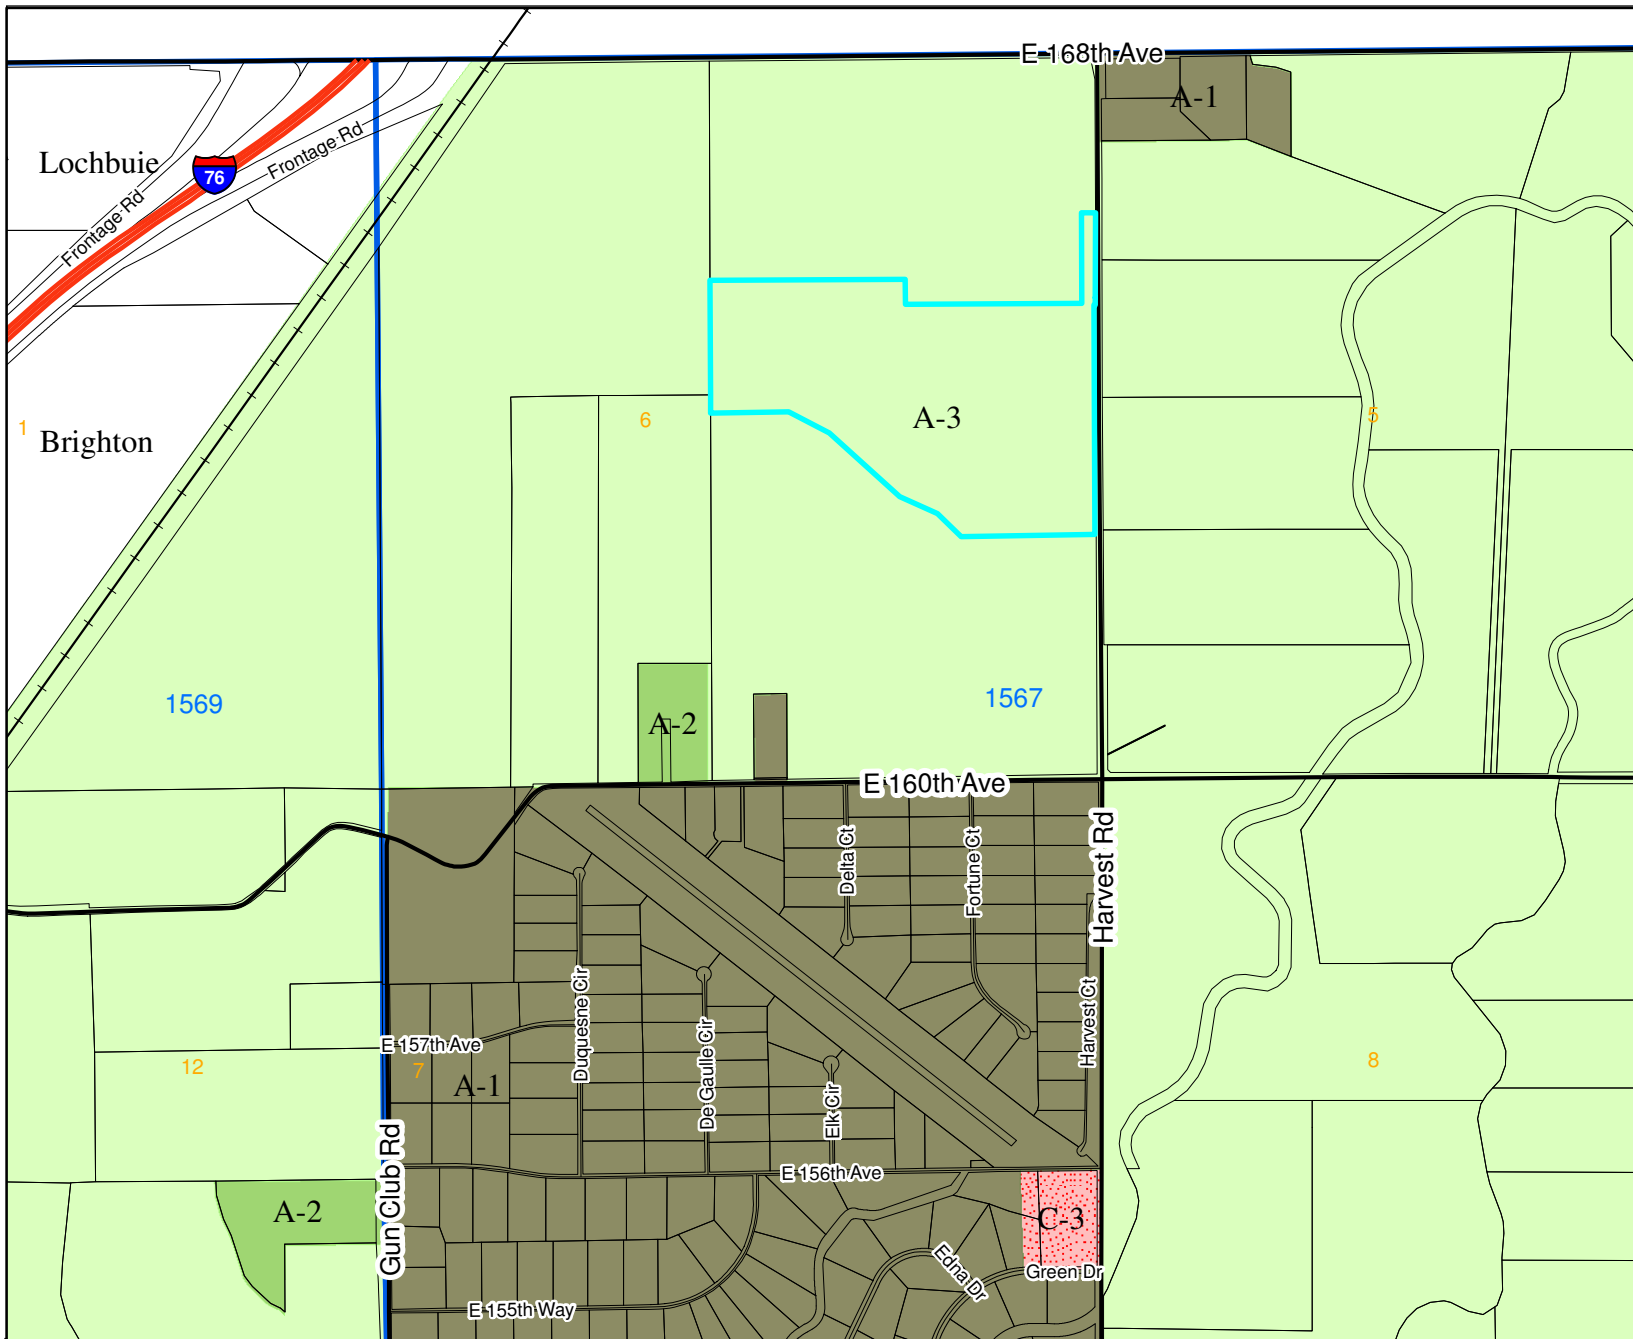 E 168th Ave
A-1
Lochbuie
76
Frontage Rd
Frontage Rd
A-3
6
5
1
Brighton
1569
A-2
1567
E 160th Ave
Harvest Rd
Delta Ct
Fortune Ct
Duquesne Cir
De Gaulle Cir
Elk Cir
Harvest Ct
E 157th Ave
12
7
8
A-1
Gun Club Rd
E 156th Ave
A-2
C-3
Edna Dr
Green Dr
E 155th Way